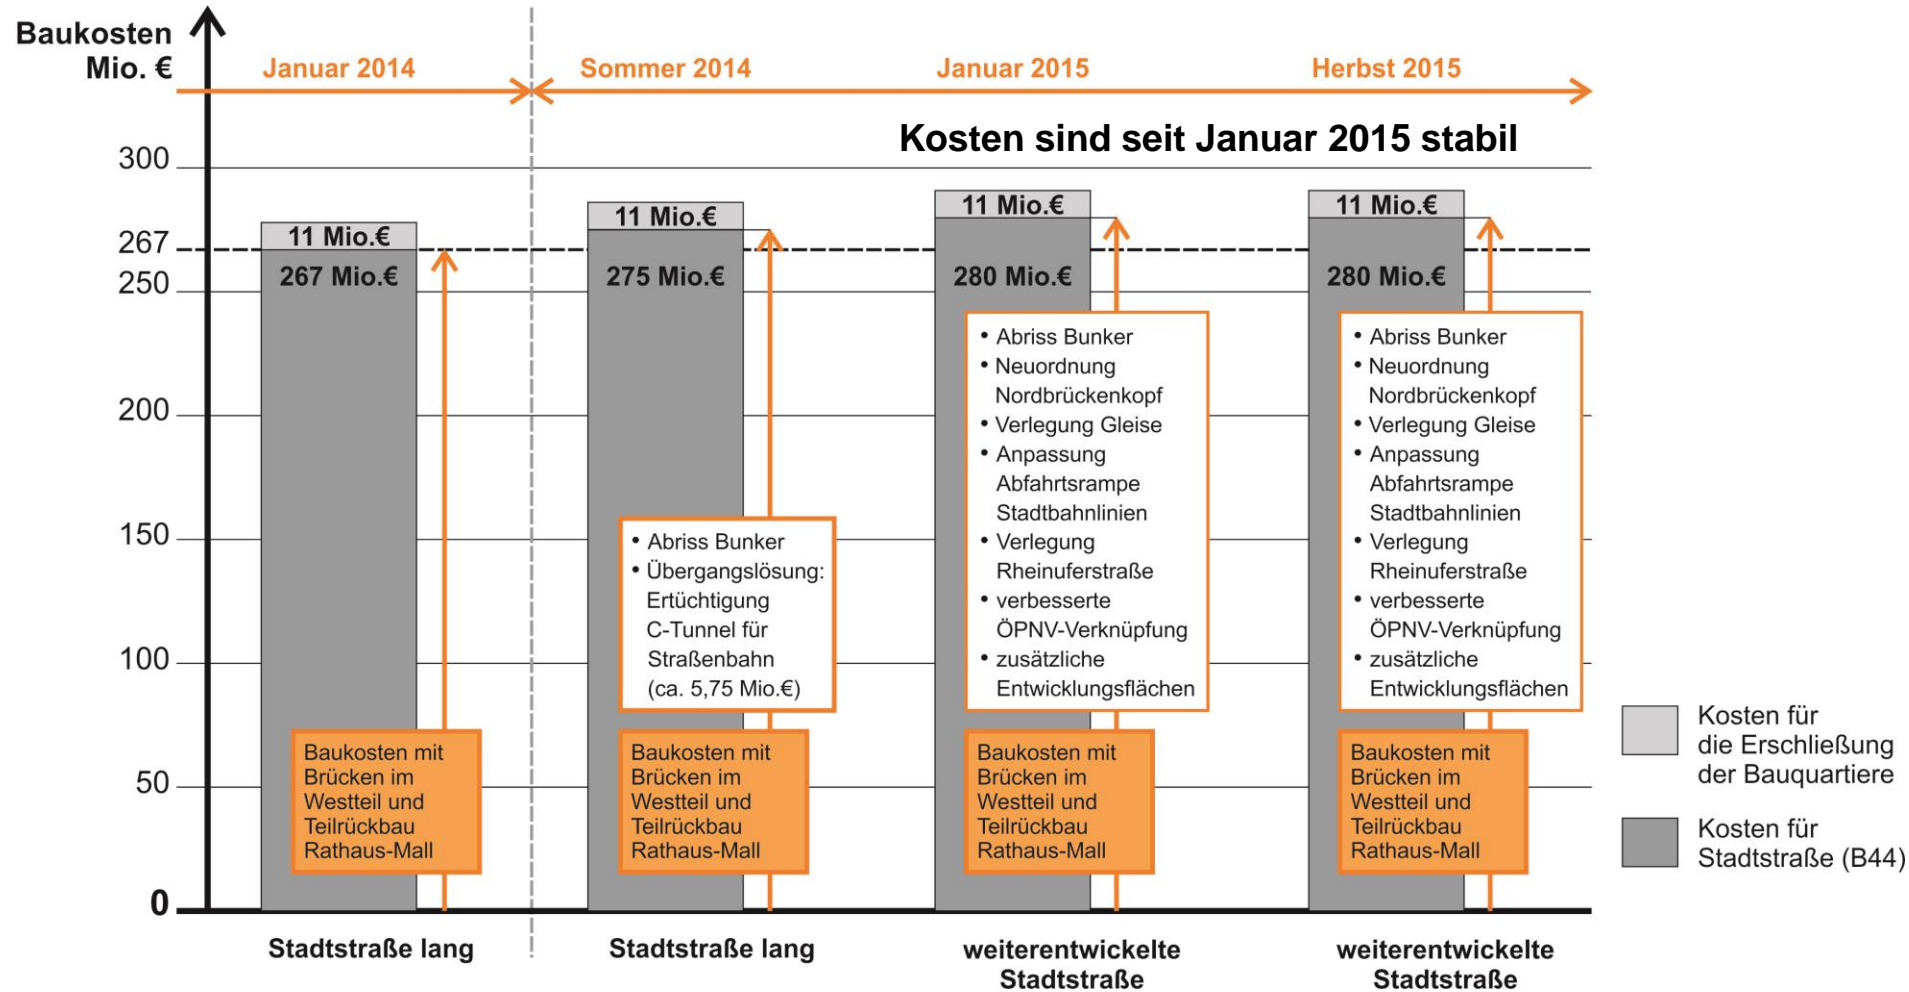 Baukosten
Mio. €
Januar 2014
Sommer 2014
Januar 2015
Herbst 2015
Kosten sind seit Januar 2015 stabil
300
267
250
200
150
100
50
0
11 Mio.€
267 Mio.€
Baukosten mit
Brücken im
Westteil und
Teilrückbau
Rathaus-Mall
Stadtstraße lang
11 Mio.€
275 Mio.€
• Abriss Bunker
• Übergangslösung:
Ertüchtigung
C-Tunnel für
Straßenbahn
(ca. 5,75 Mio.€)
Baukosten mit
Brücken im
Westteil und
Teilrückbau
Rathaus-Mall
Stadtstraße lang
11 Mio.€
280 Mio.€
• Abriss Bunker
• Neuordnung
Nordbrückenkopf
• Verlegung Gleise
• Anpassung
Abfahrtsrampe
Stadtbahnlinien
• Verlegung
Rheinuferstraße
• verbesserte
ÖPNV-Verknüpfung
• zusätzliche
Entwicklungsflächen
Baukosten mit
Brücken im
Westteil und
Teilrückbau
Rathaus-Mall
weiterentwickelte
Stadtstraße
11 Mio.€
280 Mio.€
• Abriss Bunker
• Neuordnung
Nordbrückenkopf
• Verlegung Gleise
• Anpassung
Abfahrtsrampe
Stadtbahnlinien
• Verlegung
Rheinuferstraße
• verbesserte
ÖPNV-Verknüpfung
• zusätzliche
Entwicklungsflächen
Baukosten mit
Brücken im
Westteil und
Teilrückbau
Rathaus-Mall
weiterentwickelte
Stadtstraße
Kosten für
die Erschließung
der Bauquartiere
Kosten für
Stadtstraße (B44)